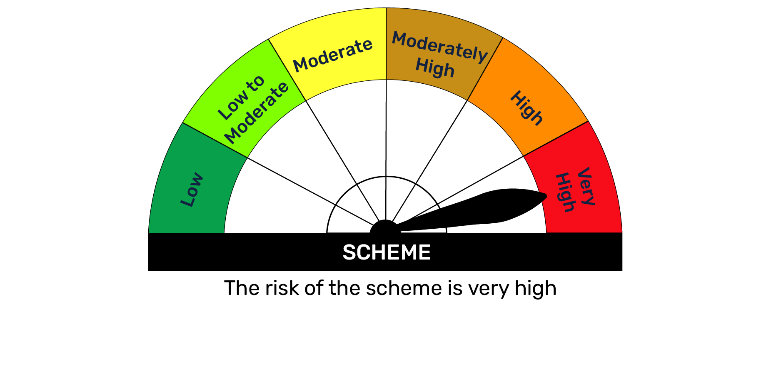 Low
Low to
Moderate
Moderate
Moderately
High
High
Very
High
SCHEME
The risk of the scheme is very high